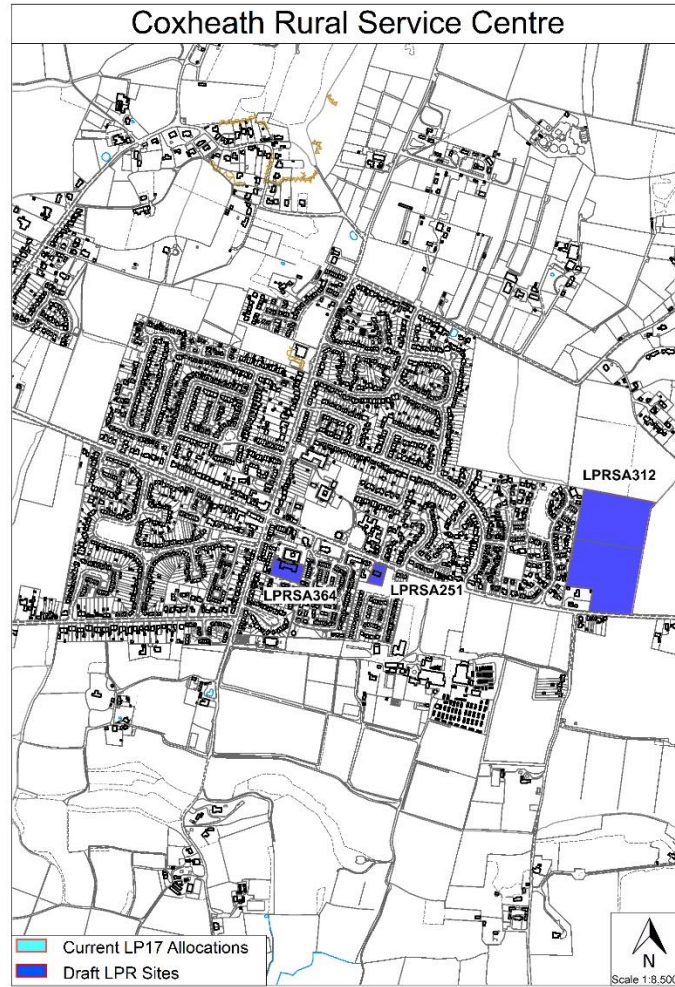 Coxheath Rural Service Centre
LPRSA312
LPRSA364
LPRSA251
Current LP17 Allocations
Draft LPR Sites
N
Scale 1:8,500